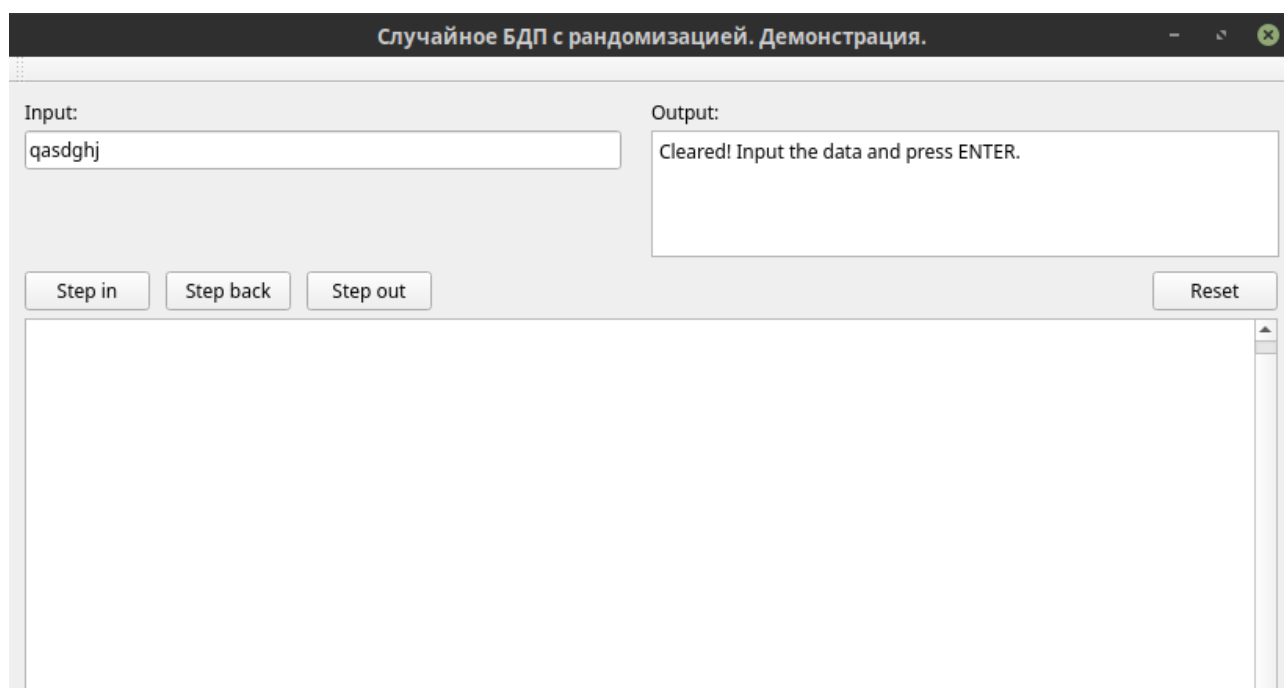 Случайное БДП с рандомизацией. Демонстрация.
Input:
Output:
qasdghj
Cleared! Input the data and press ENTER.
Step in
Step back
Step out
Reset